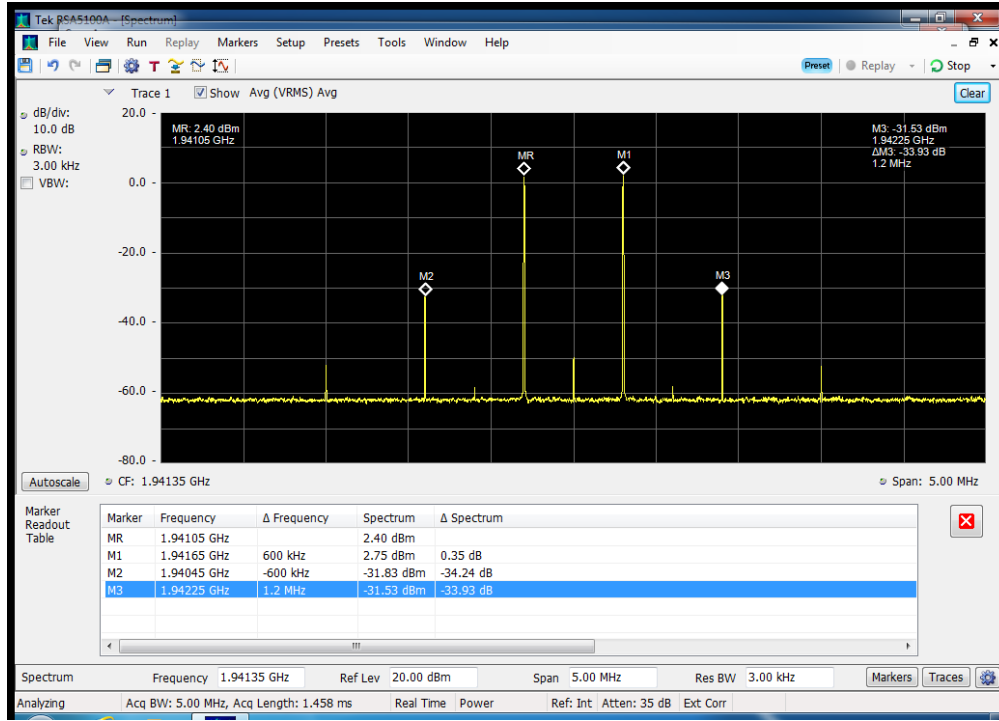 Tek RSA5100A - [Spectrum]
File View Run Replay Markers Setup Presets Tools Window Help
T Preset Replay Stop
Trace 1 Show Avg (VRMS) Avg Clear
dB/div:
10.0 dB
RBW:
3.00 kHz
VBW:
20.0
0.0
-20.0
-40.0
-60.0
-80.0
MR: 2.40 dBm
1.94105 GHz
M3: -31.53 dBm
1.94225 GHz
ΔM3: -33.93 dB
1.2 MHz
MR M1
M2 M3
Autoscale CF: 1.94135 GHz Span: 5.00 MHz
Marker
Readout
Table
Marker Frequency Δ Frequency Spectrum Δ Spectrum
MR 1.94105 GHz 2.40 dBm
M1 1.94165 GHz 600 kHz 2.75 dBm 0.35 dB
M2 1.94045 GHz -600 kHz -31.83 dBm -34.24 dB
M3 1.94225 GHz 1.2 MHz -31.53 dBm -33.93 dB
Spectrum Frequency 1.94135 GHz Ref Lev 20.00 dBm Span 5.00 MHz Res BW 3.00 kHz Markers Traces
Analyzing Acq BW: 5.00 MHz, Acq Length: 1.458 ms Real Time Power Ref: Int Atten: 35 dB Ext Corr